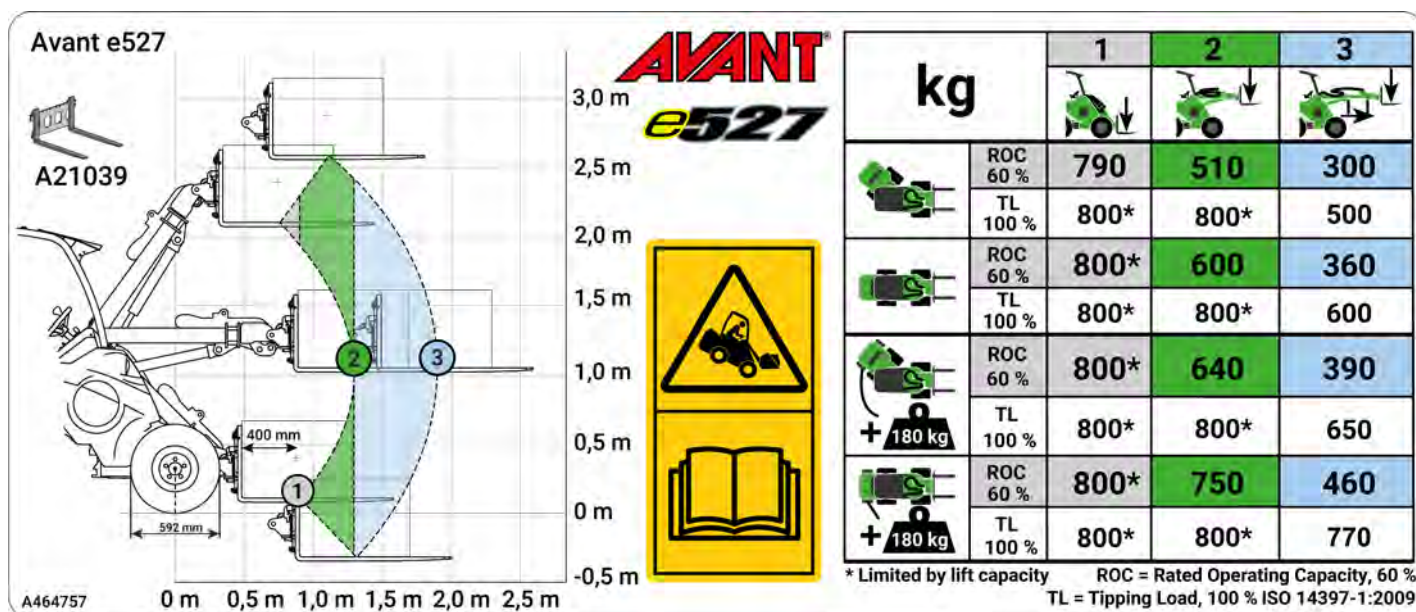 Avant e527
A21039
3,0 m
2,5 m
2,0 m
1,5 m
1,0 m
0,5 m
0 m
-0,5 m
2
3
400 mm
1
592 mm
A464757
0 m 0,5 m 1,0 m 1,5 m 2,0 m 2,5 m
AVANT®
e527
kg 1 2 3
ROC 60 % 790 510 300
TL 100 % 800* 800* 500
ROC 60 % 800* 600 360
TL 100 % 800* 800* 600
ROC 60 % 800* 640 390
+ 180 kg TL 100 % 800* 800* 650
ROC 60 % 800* 750 460
+ 180 kg TL 100 % 800* 800* 770
* Limited by lift capacity ROC = Rated Operating Capacity, 60 %
TL = Tipping Load, 100 % ISO 14397-1:2009